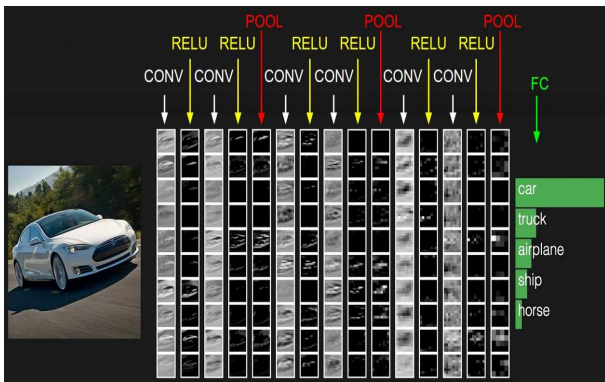 POOL POOL POOL
RELU RELU RELU RELU RELU RELU
CONV CONV CONV CONV CONV CONV FC
car
truck
airplane
ship
horse